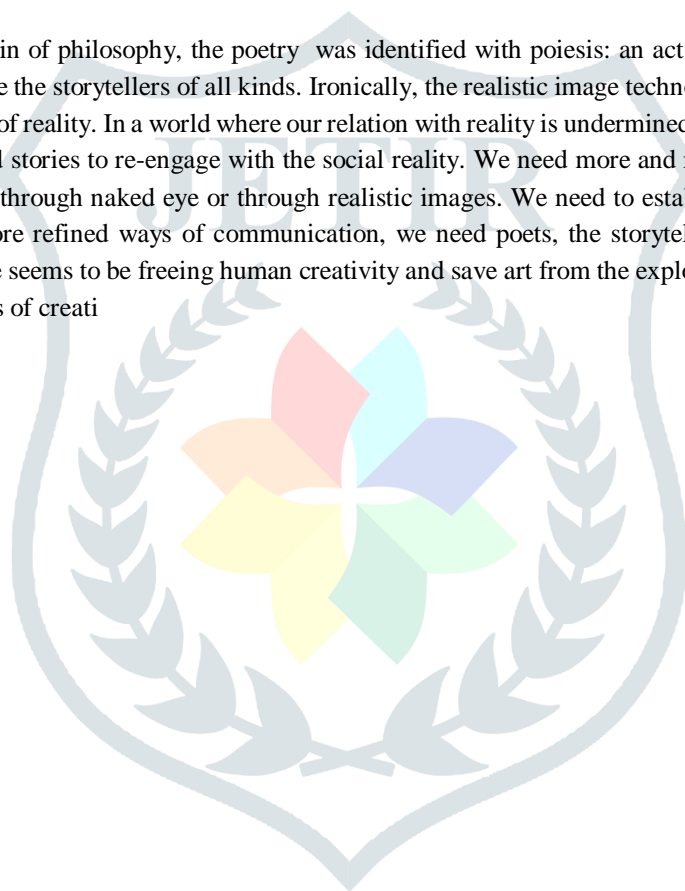 in of philosophy, the poetry was identified with poiesis: an act
e the storytellers of all kinds. Ironically, the realistic image techn
of reality. In a world where our relation with reality is undermined
d stories to re-engage with the social reality. We need more and
through naked eye or through realistic images. We need to estab
ore refined ways of communication, we need poets, the storytel
e seems to be freeing human creativity and save art from the explo
s of creati
JETIR